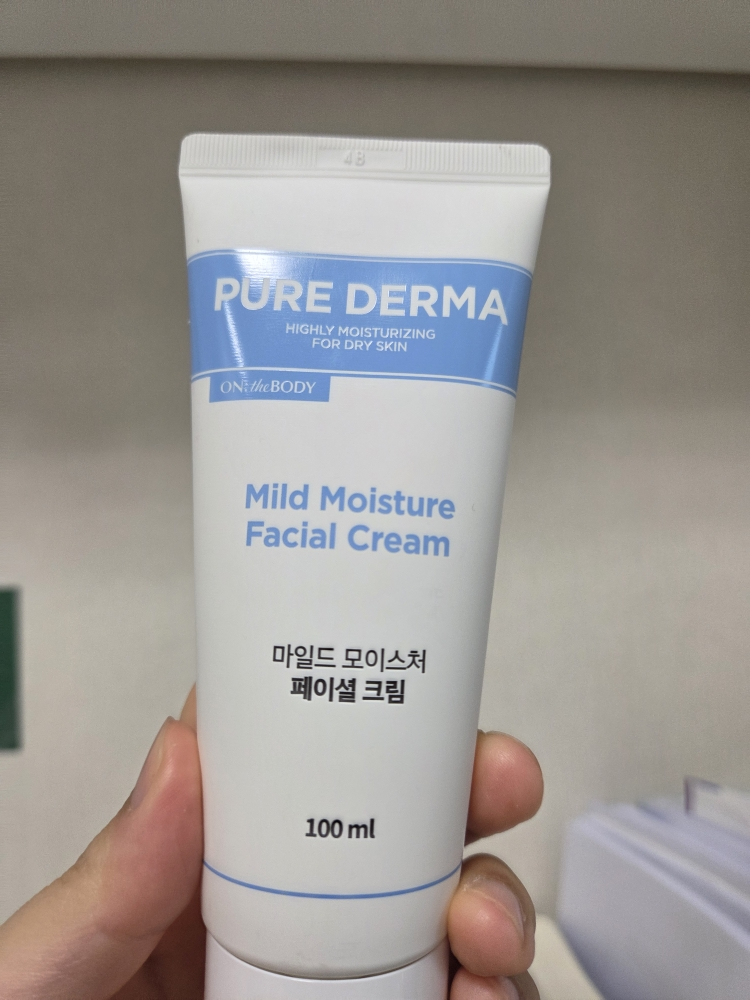 4B
PURE DERMA
HIGHLY MOISTURIZING
FOR DRY SKIN
ON: the BODY
Mild Moisture
Facial Cream
마일드 모이스처
페이셜 크림
100 ml